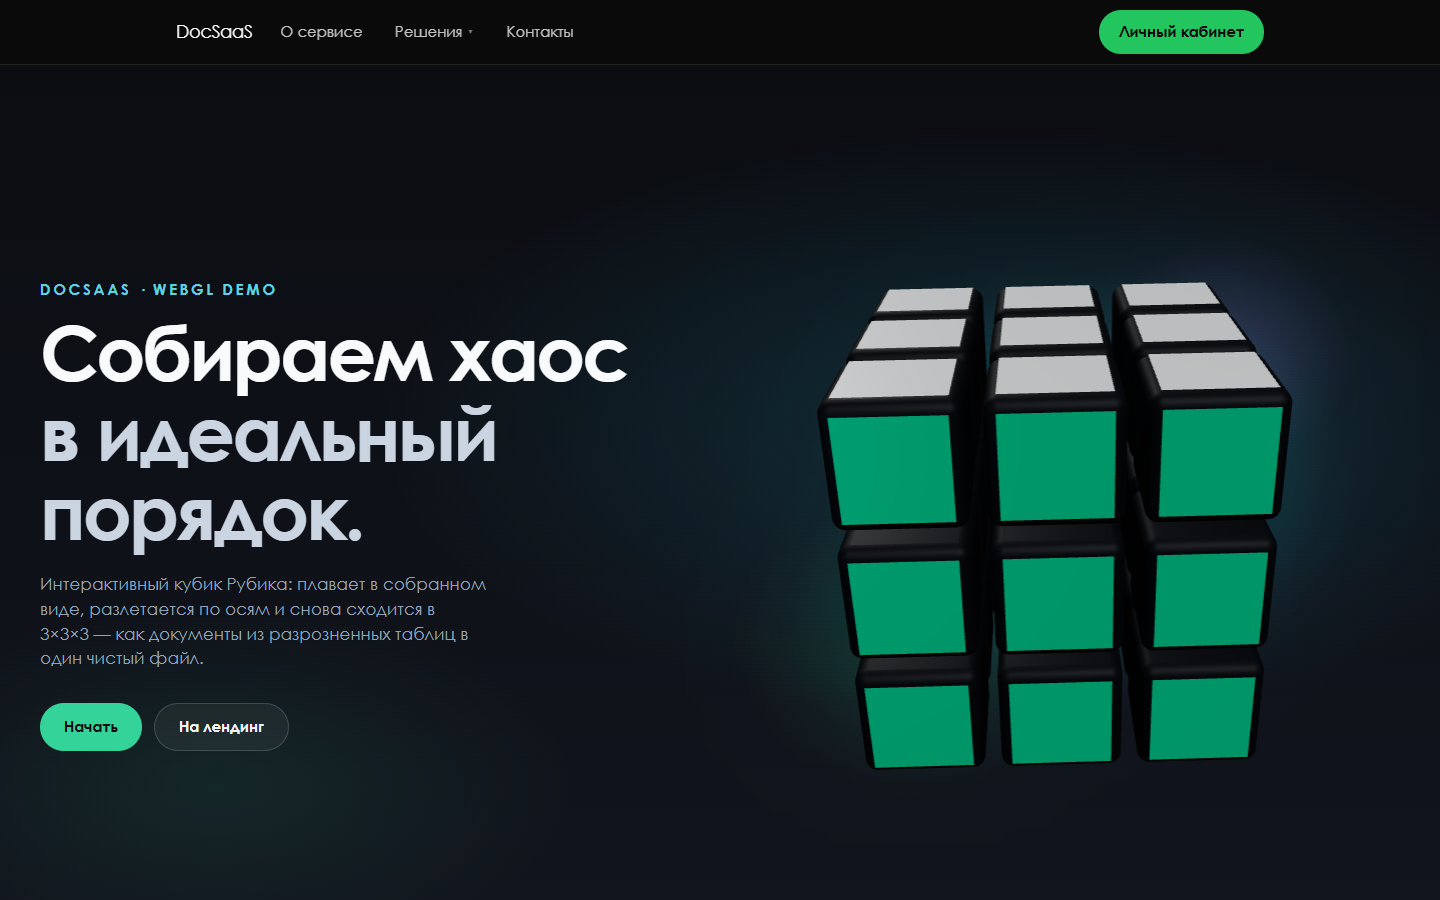 DocSaaS
О сервисе
Решения
Контакты
Личный кабинет
DOCSAAS · WEBGL DEMO
Собираем хаос
в идеальный
порядок.
Интерактивный кубик Рубика: плавает в собранном
виде, разлетается по осям и снова сходится в
3×3×3 — как документы из разрозненных таблиц в
один чистый файл.
Начать
На лендинг